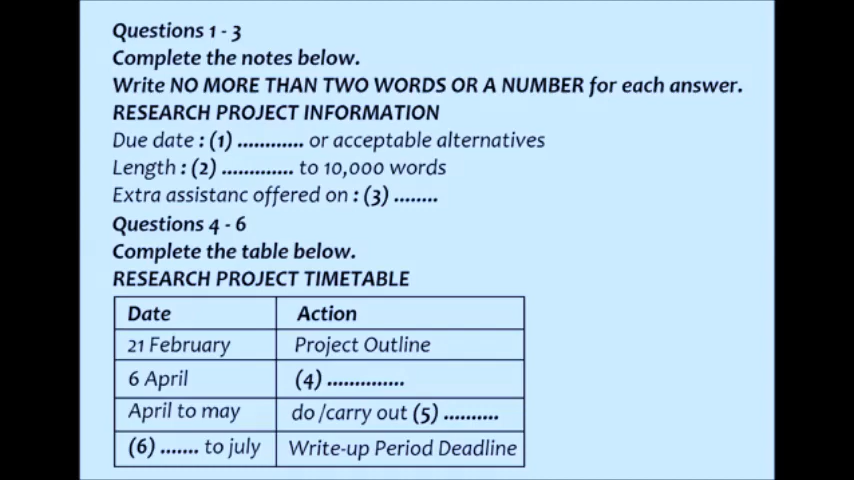 Questions 1 - 3
Complete the notes below.
Write NO MORE THAN TWO WORDS OR A NUMBER for each answer.
RESEARCH PROJECT INFORMATION
Due date : (1) ............ or acceptable alternatives
Length : (2) ............. to 10,000 words
Extra assistanc offered on : (3) ........
Questions 4 - 6
Complete the table below.
RESEARCH PROJECT TIMETABLE
Date Action
21 February Project Outline
6 April (4) ..............
April to may do /carry out (5) ..........
(6) ....... to july Write-up Period Deadline